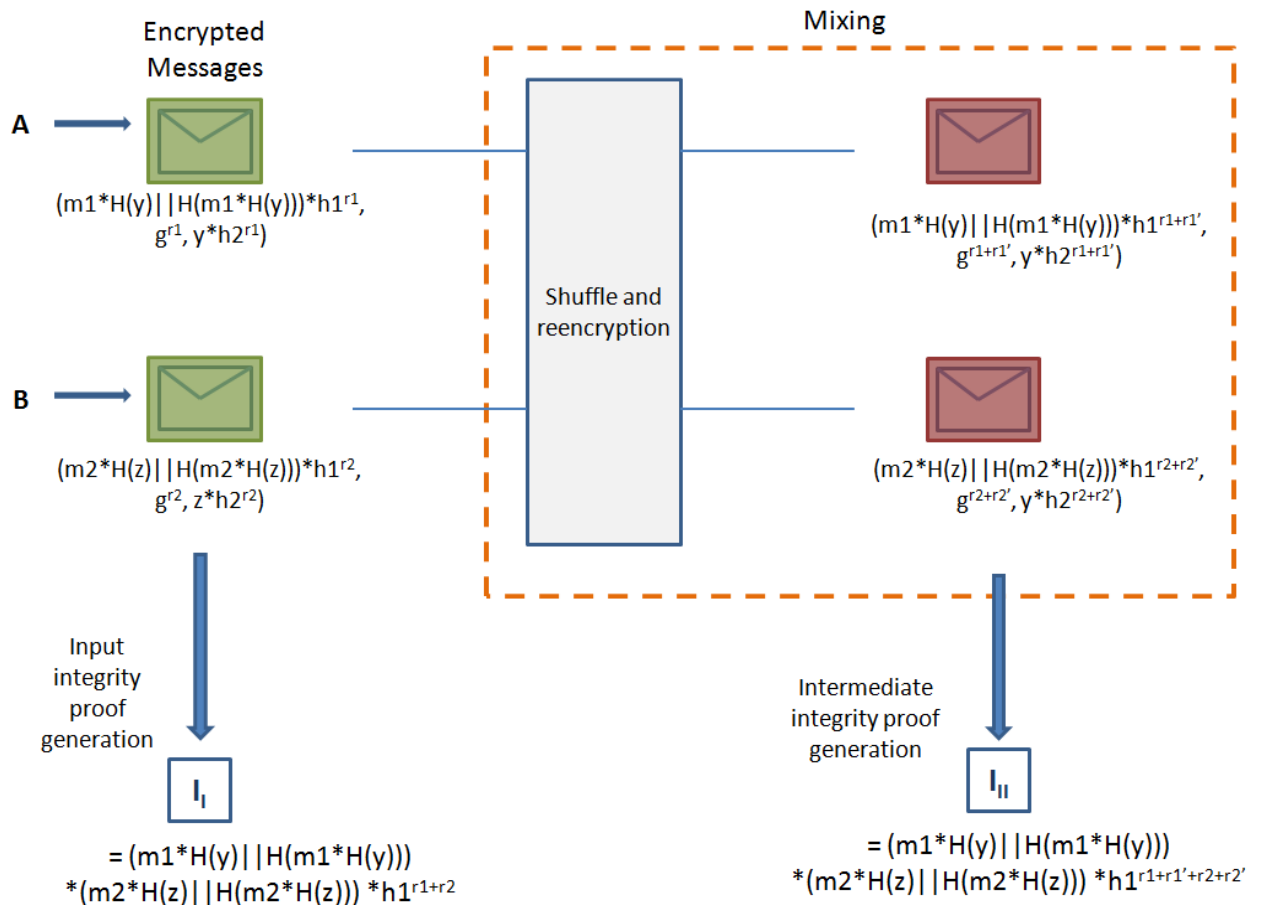 Mixing
Encrypted
Messages
A
(m1*H(y)||H(m1*H(y)))*h1^r1,
g^r1, y*h2^r1)
(m1*H(y)||H(m1*H(y)))*h1^r1+r1',
g^r1+r1', y*h2^r1+r1')
Shuffle and
reencryption
B
(m2*H(z)||H(m2*H(z)))*h1^r2,
g^r2, z*h2^r2)
(m2*H(z)||H(m2*H(z)))*h1^r2+r2',
g^r2+r2', y*h2^r2+r2')
Input
integrity
proof
generation
Intermediate
integrity proof
generation
I_I
= (m1*H(y)||H(m1*H(y)))
*(m2*H(z)||H(m2*H(z))) *h1^r1+r2
I_II
= (m1*H(y)||H(m1*H(y)))
*(m2*H(z)||H(m2*H(z))) *h1^r1+r1'+r2+r2'